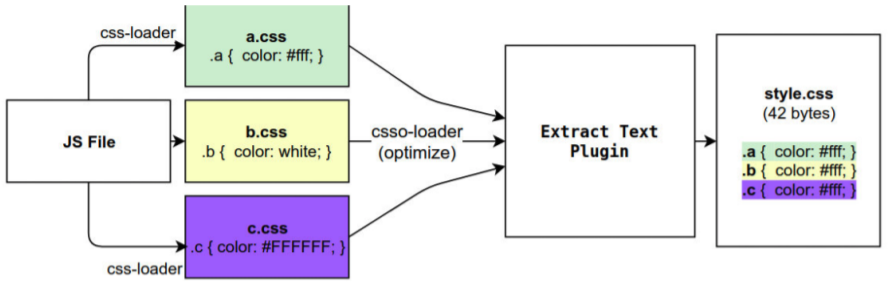 css-loader
a.css
.a { color: #fff; }
JS File
b.css
.b { color: white; }
csso-loader
(optimize)
c.css
.c { color: #FFFFFF; }
css-loader
Extract Text
Plugin
style.css
(42 bytes)
.a { color: #fff; }
.b { color: #fff; }
.c { color: #fff; }